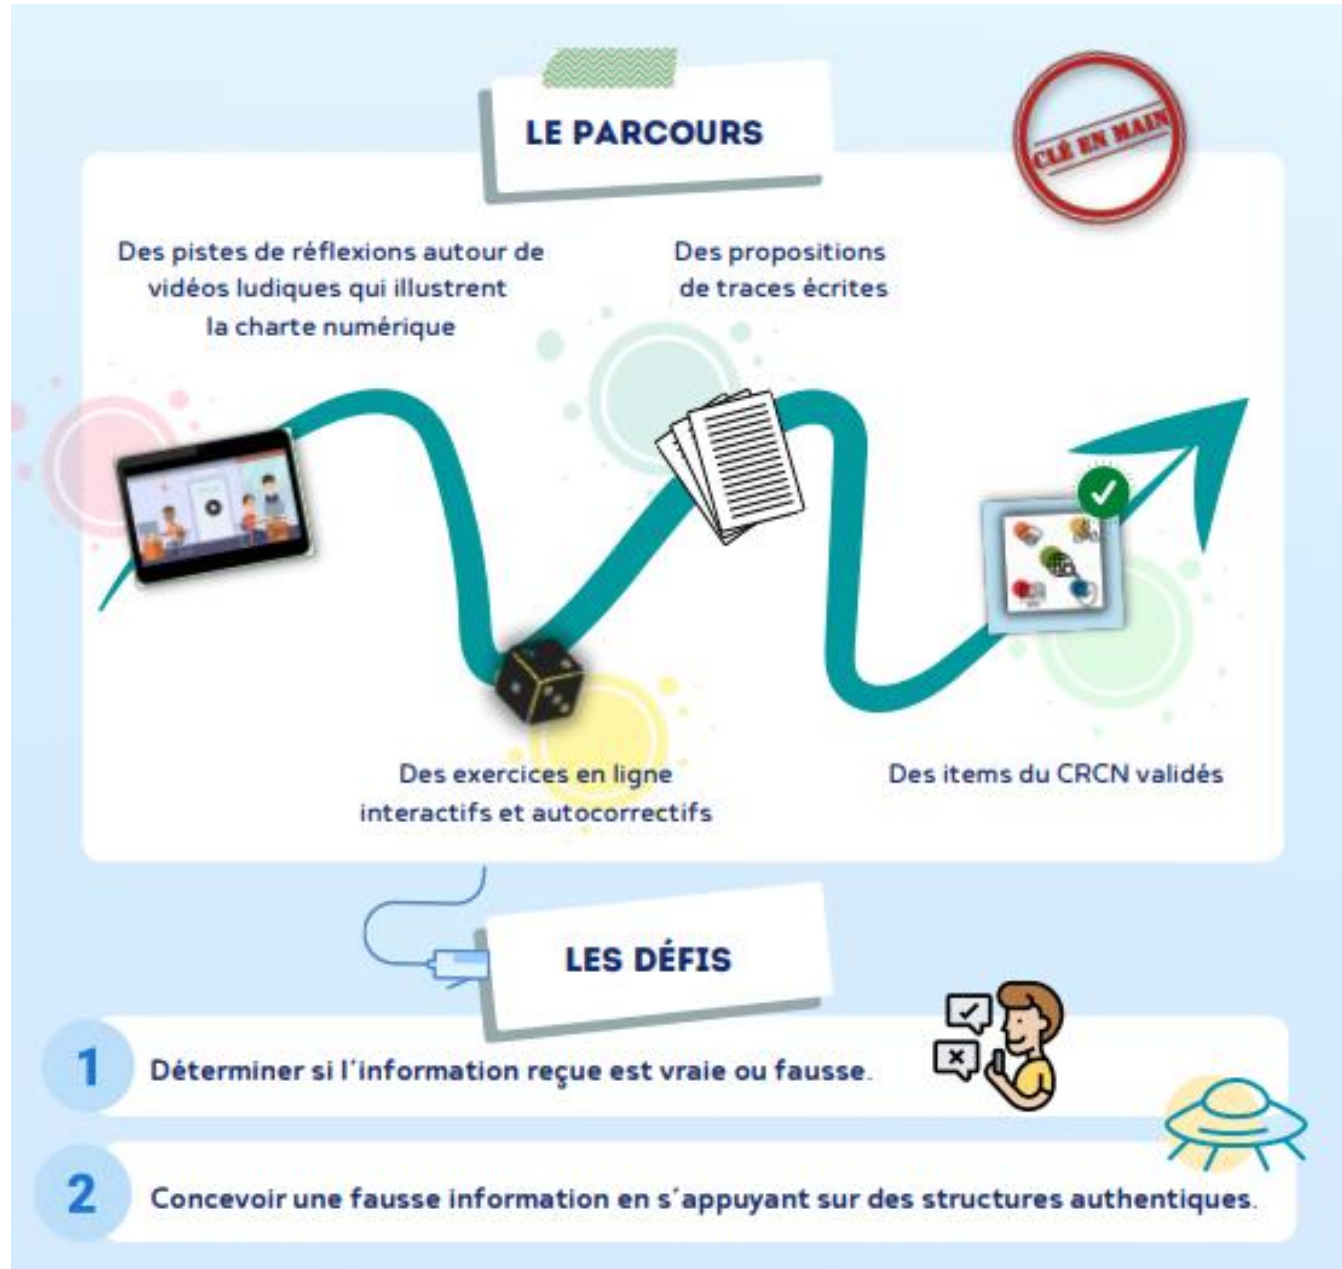 LE PARCOURS
CLÉ EN MAIN
Des pistes de réflexions autour de
vidéos ludiques qui illustrent
la charte numérique
Des propositions
de traces écrites
Des exercices en ligne
interactifs et autocorrectifs
Des items du CRCN validés
LES DÉFIS
1
Déterminer si l'information reçue est vraie ou fausse.
2
Concevoir une fausse information en s'appuyant sur des structures authentiques.